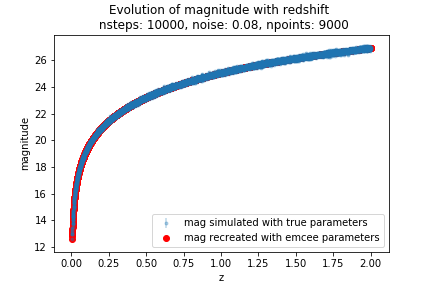 Evolution of magnitude with redshift
nsteps: 10000, noise: 0.08, npoints: 9000
26
24
22
20
18
16
14
12
magnitude
mag simulated with true parameters
mag recreated with emcee parameters
0.00 0.25 0.50 0.75 1.00 1.25 1.50 1.75 2.00
z